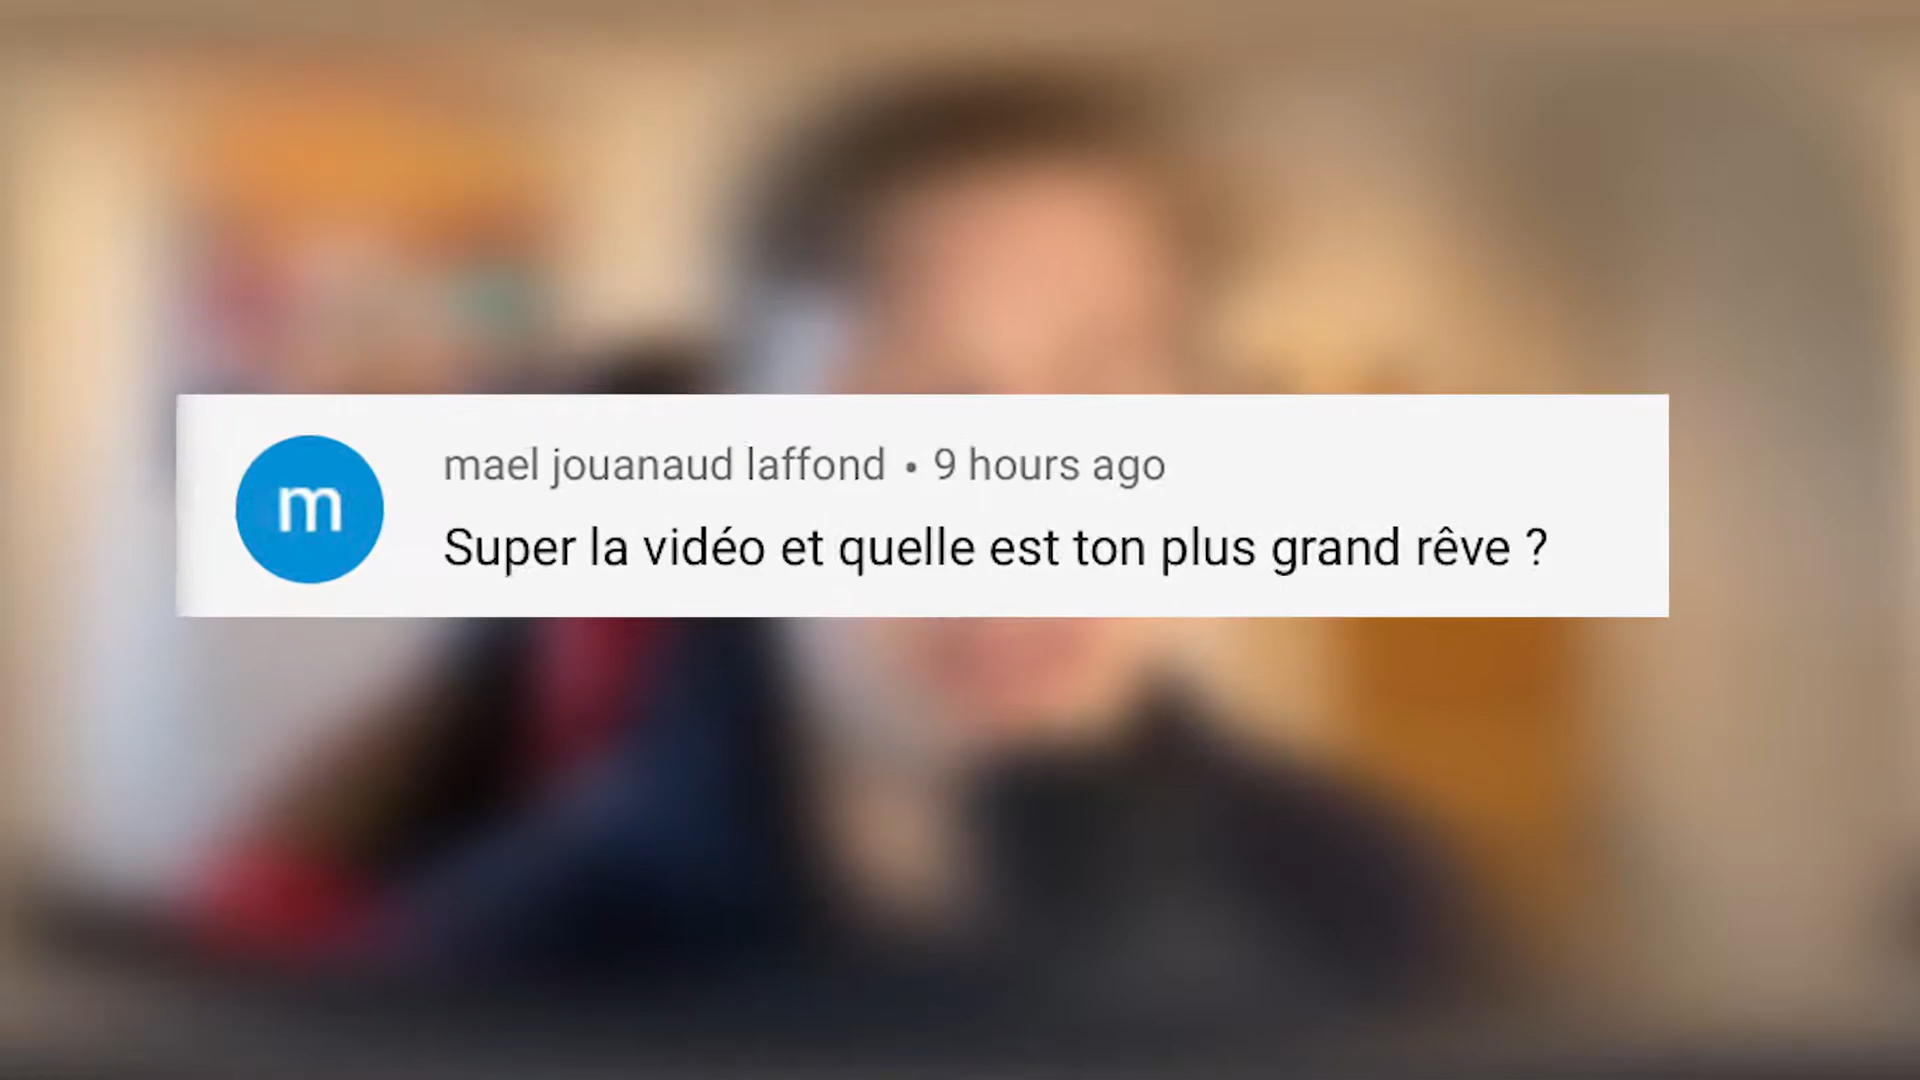 m
mael jouanaud laffond • 9 hours ago
Super la vidéo et quelle est ton plus grand rêve ?